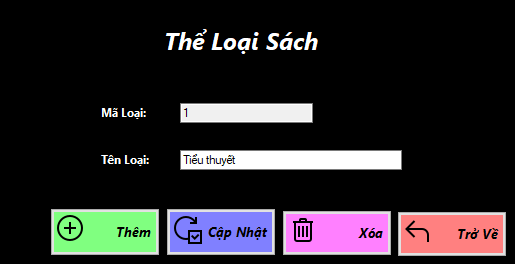 Thể Loại Sách
Mã Loại: 1
Tên Loại: Tiểu thuyết
Thêm Cập Nhật Xóa Trở Về